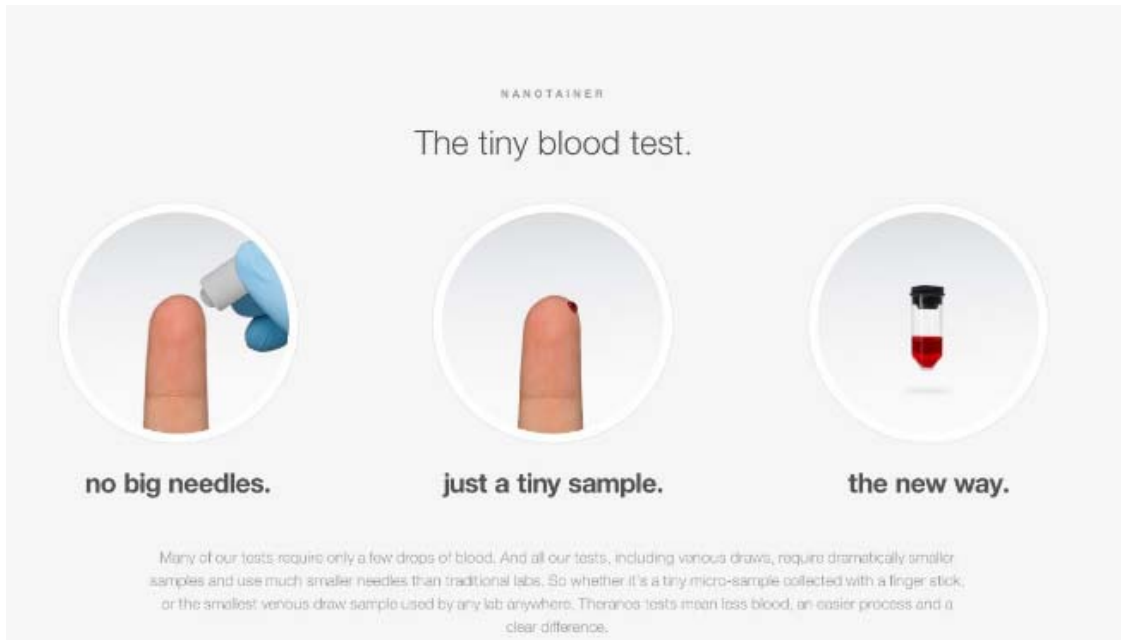 NANOTAINER
The tiny blood test.
no big needles.
just a tiny sample.
the new way.
Many of our tests require only a few drops of blood. And all our tests, including venous draws, require dramatically smaller
samples and use much smaller needles than traditional labs. So whether it's a tiny micro-sample collected with a finger stick,
or the smallest venous draw sample used by any lab anywhere. Theranos tests mean less blood, an easier process and a
clear difference.